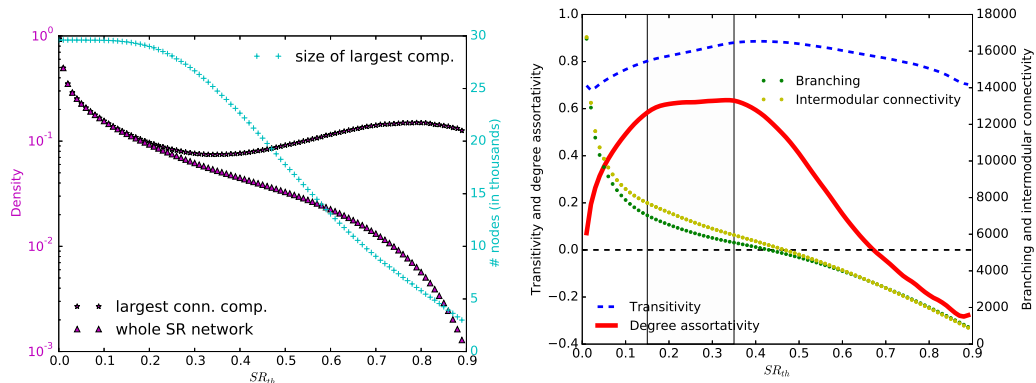 10^0
10^-1
10^-2
10^-3
Density
30
25
20
15
10
5
0
# nodes (in thousands)
size of largest comp.
largest conn. comp.
whole SR network
0.0 0.1 0.2 0.3 0.4 0.5 0.6 0.7 0.8 0.9
SR_th
1.0
0.8
0.6
0.4
0.2
0.0
−0.2
−0.4
Transitivity and degree assortativity
18000
16000
14000
12000
10000
8000
6000
4000
2000
0
Branching and intermodular connectivity
Branching
Intermodular connectivity
Transitivity
Degree assortativity
0.0 0.1 0.2 0.3 0.4 0.5 0.6 0.7 0.8 0.9
SR_th